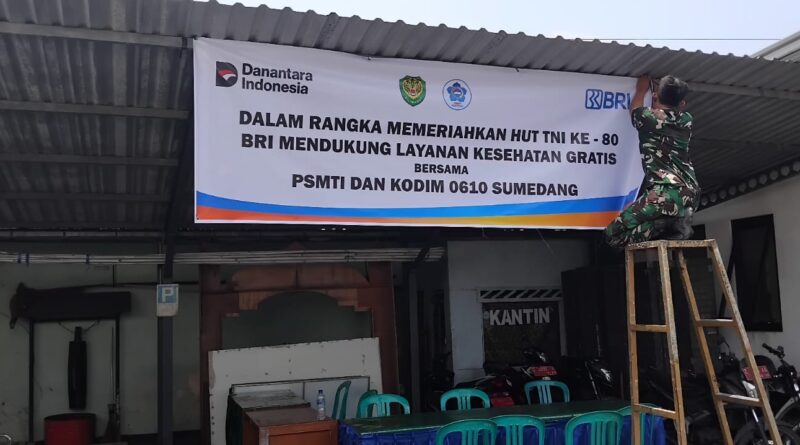 Danantara
Indonesia
BRI
DALAM RANGKA MEMERIAHKAN HUT TNI KE - 80
BRI MENDUKUNG LAYANAN KESEHATAN GRATIS
BERSAMA
PSMTI DAN KODIM 0610 SUMEDANG
P
KANTIN